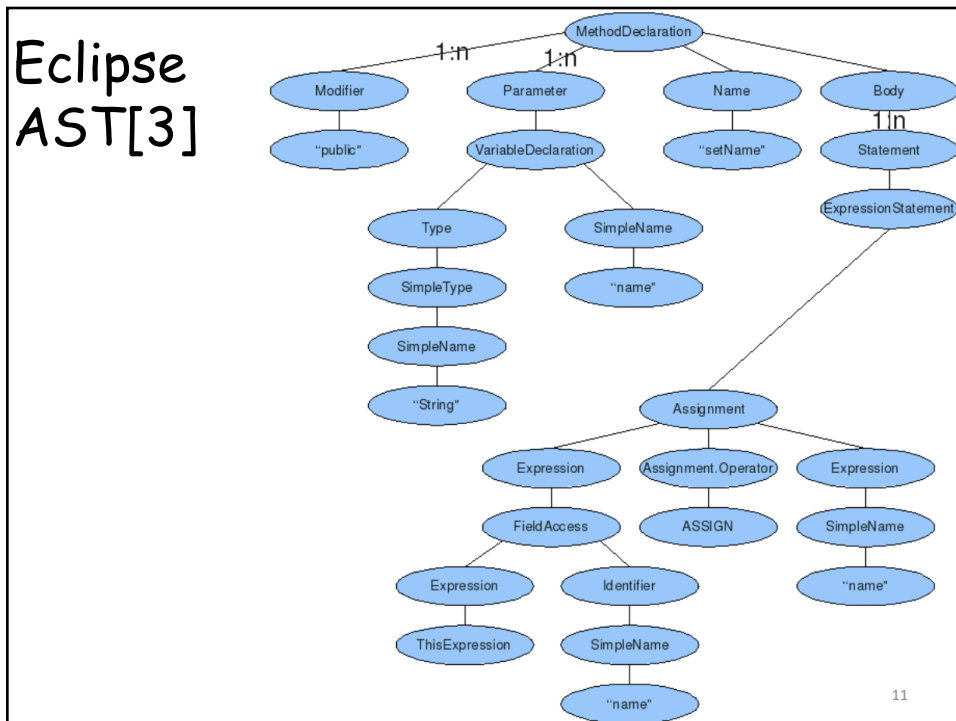 Eclipse
AST[3]
MethodDeclaration
1:n
1:n
Modifier
Parameter
Name
Body
1:n
“public"
VariableDeclaration
“setName"
Statement
ExpressionStatement
Type
SimpleName
SimpleType
“name"
SimpleName
“String"
Assignment
Expression
Assignment.Operator
Expression
FieldAccess
ASSIGN
SimpleName
Expression
Identifier
“name"
ThisExpression
SimpleName
“name"
11